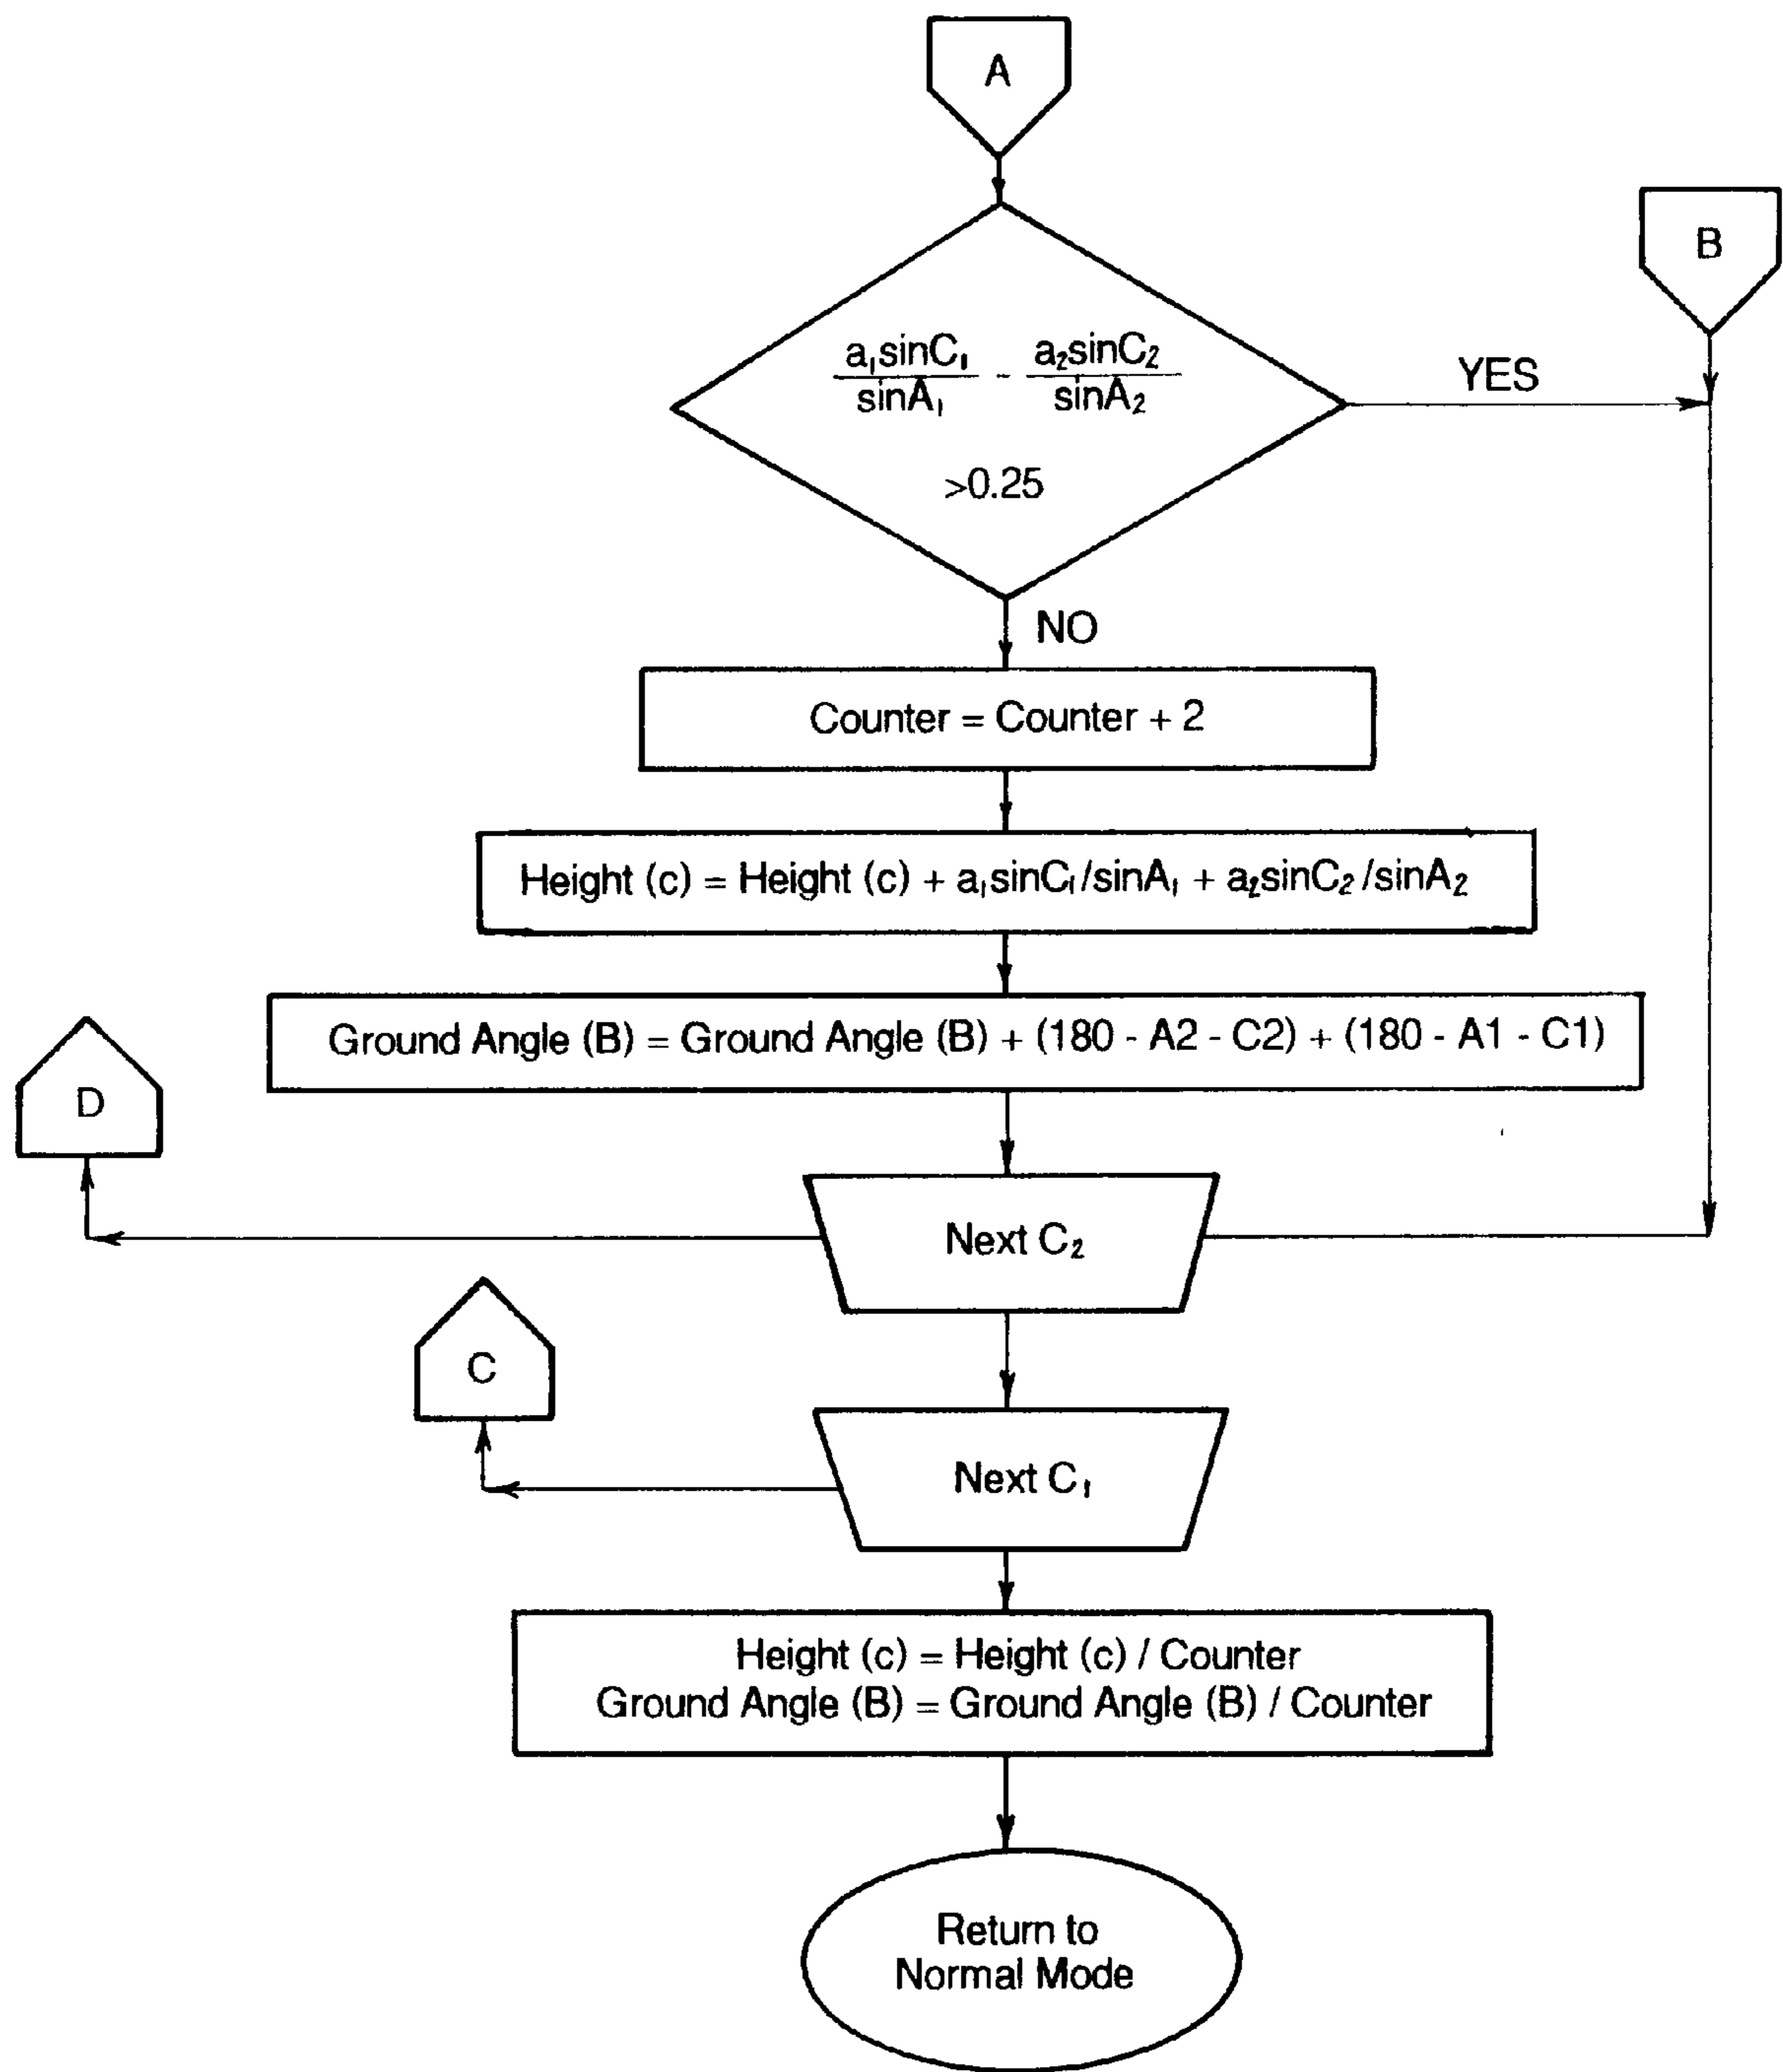 A
B
a₁sinC₁ - a₂sinC₂
sinA₁ sinA₂
YES
>0.25
NO
Counter = Counter + 2
Height (c) = Height (c) + a₁sinC₁/sinA₁ + a₂sinC₂/sinA₂
Ground Angle (B) = Ground Angle (B) + (180 - A2 - C2) + (180 - A1 - C1)
D
Next C₂
C
Next C₁
Height (c) = Height (c) / Counter
Ground Angle (B) = Ground Angle (B) / Counter
Return to
Normal Mode